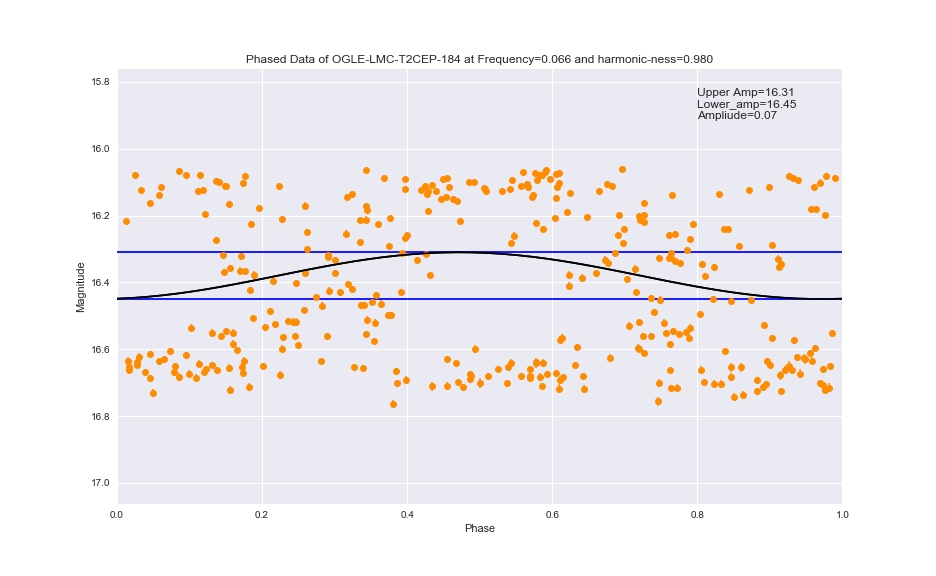 Phased Data of OGLE-LMC-T2CEP-184 at Frequency=0.066 and harmonic-ness=0.980
Upper Amp=16.31
Lower_amp=16.45
Ampliude=0.07
15.8
16.0
16.2
16.4
16.6
16.8
17.0
Magnitude
0.0
0.2
0.4
0.6
0.8
1.0
Phase